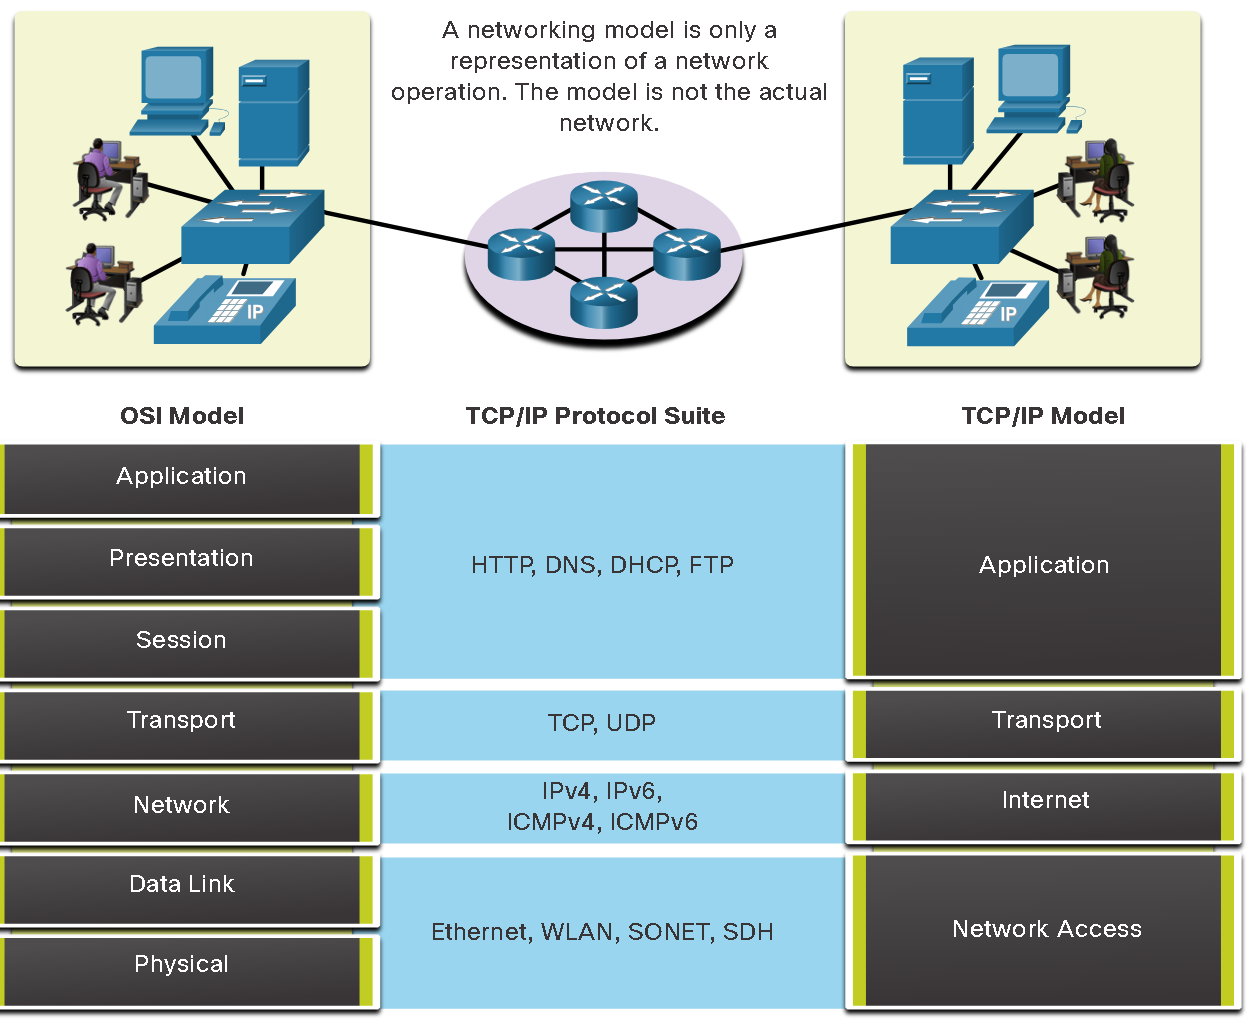 A networking model is only a
representation of a network
operation. The model is not the actual
network.
IP
IP
OSI Model
TCP/IP Protocol Suite
TCP/IP Model
Application
Presentation
Session
HTTP, DNS, DHCP, FTP
Application
Transport
TCP, UDP
Transport
Network
IPv4, IPv6,
ICMPv4, ICMPv6
Internet
Data Link
Physical
Ethernet, WLAN, SONET, SDH
Network Access